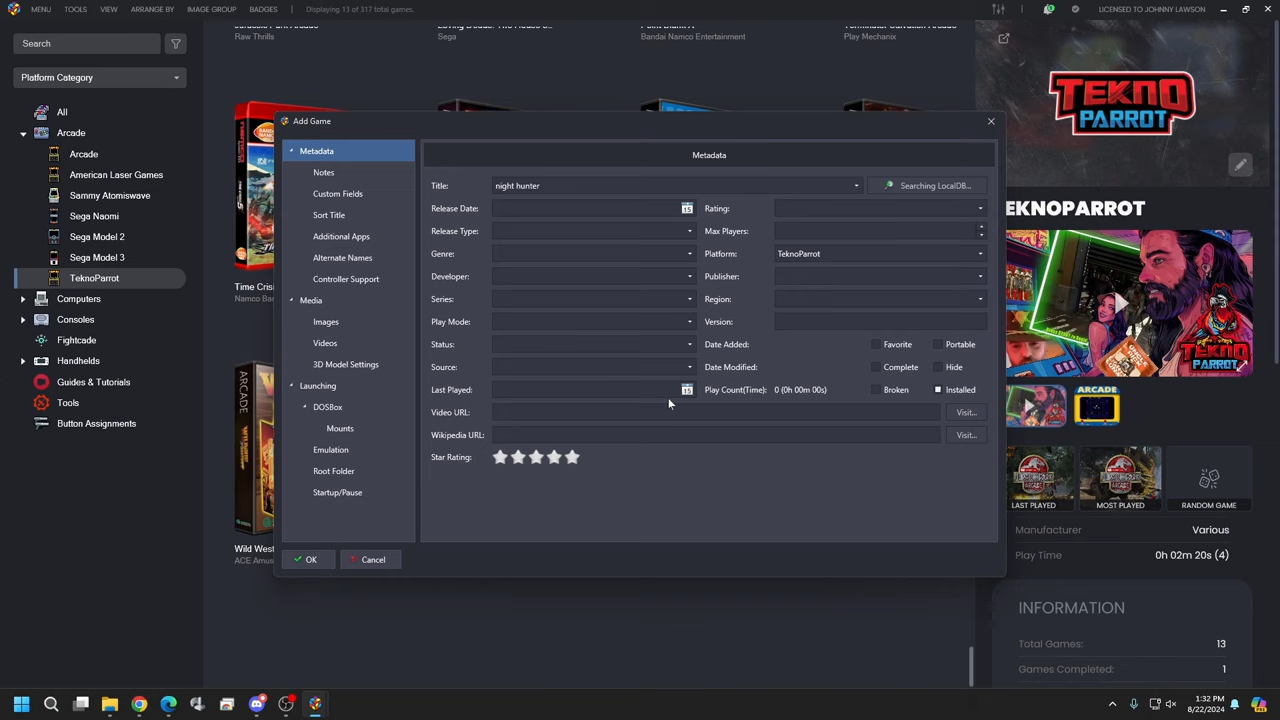 MENU TOOLS VIEW ARRANGE BY IMAGE GROUP BADGES Displaying 13 of 317 total games. LICENSED TO JOHNNY LAWSON
Search
Platform Category
All
Arcade
Arcade
American Laser Games
Sammy Atomiswave
Sega Naomi
Sega Model 2
Sega Model 3
TeknoParrot
Computers
Consoles
Fightcade
Handhelds
Guides & Tutorials
Tools
Button Assignments
Raw Thrills
Sega
Bandai Namco Entertainment
Play Mechanix
Time Crisi
Namco Ban
Wild West
ACE Amus
Add Game
Metadata
Notes
Custom Fields
Sort Title
Additional Apps
Alternate Names
Controller Support
Media
Images
Videos
3D Model Settings
Launching
DOSBox
Mounts
Emulation
Root Folder
Startup/Pause
OK Cancel
Metadata
Title: night hunter Searching LocalDB...
Release Date: 15 Rating:
Release Type: Max Players:
Genre: Platform: TeknoParrot
Developer: Publisher:
Series: Region:
Play Mode: Version:
Status: Date Added: Favorite Portable
Source: Date Modified: Complete Hide
Last Played: 15 Play Count(Time): 0 (0h 00m 00s) Broken Installed
Video URL: Visit...
Wikipedia URL: Visit...
Star Rating:
TEKNO
PARROT
EKNOPARROT
TEKNO
PARROT
ARCADE
LAST PLAYED MOST PLAYED RANDOM GAME
Manufacturer Various
Play Time 0h 02m 20s (4)
INFORMATION
Total Games: 13
Games Completed: 1
1:32 PM
8/22/2024